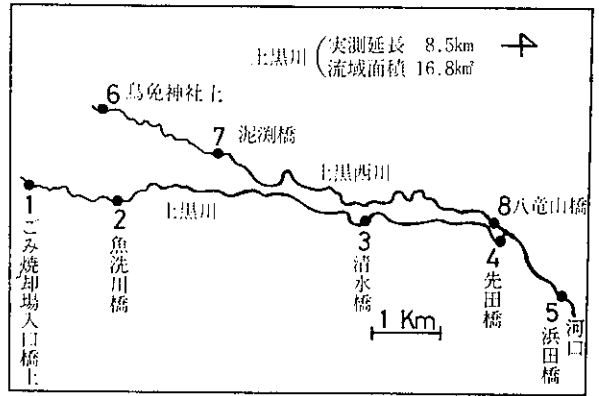 上黒川
実測延長 8.5km
流域面積 16.8km²
6 烏兔神社上
7 泥渕橋
上黒西川
8 八竜山橋
上黒川
1 ごみ焼却場入口橋上
2 魚洗川橋
3 清水橋
4 先田橋
5 浜田橋
河口
1 Km